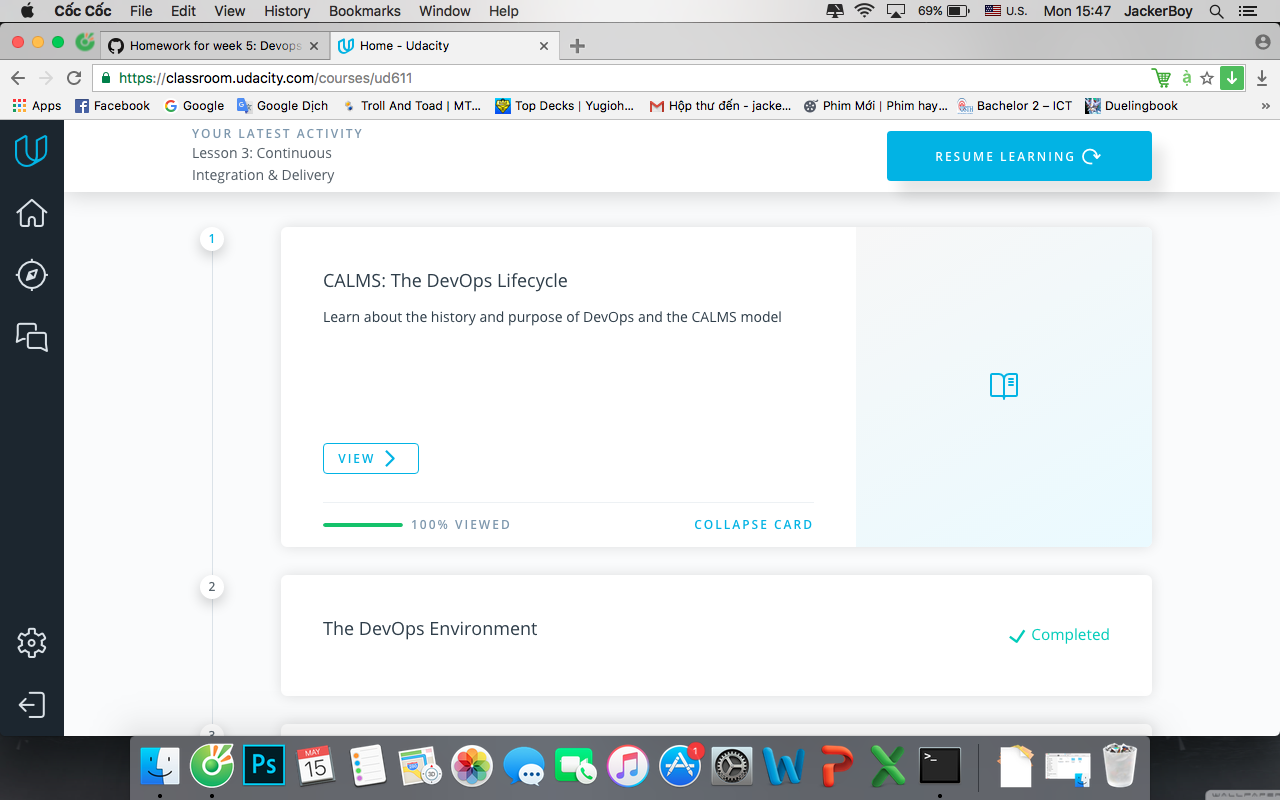 Cốc Cốc File Edit View History Bookmarks Window Help 69% U.S. Mon 15:47 JackerBoy
Homework for week 5: Devops Home - Udacity
https://classroom.udacity.com/courses/ud611
Apps Facebook Google Google Dịch Troll And Toad | MT... Top Decks | Yugioh... Hộp thư đến - jacke... Phim Mới | Phim hay... Bachelor 2 – ICT Duelingbook »
YOUR LATEST ACTIVITY
Lesson 3: Continuous
Integration & Delivery
RESUME LEARNING
1
CALMS: The DevOps Lifecycle
Learn about the history and purpose of DevOps and the CALMS model
VIEW
100% VIEWED COLLAPSE CARD
2
The DevOps Environment
Completed
3
Ps
MAY
15
3D
1
>_